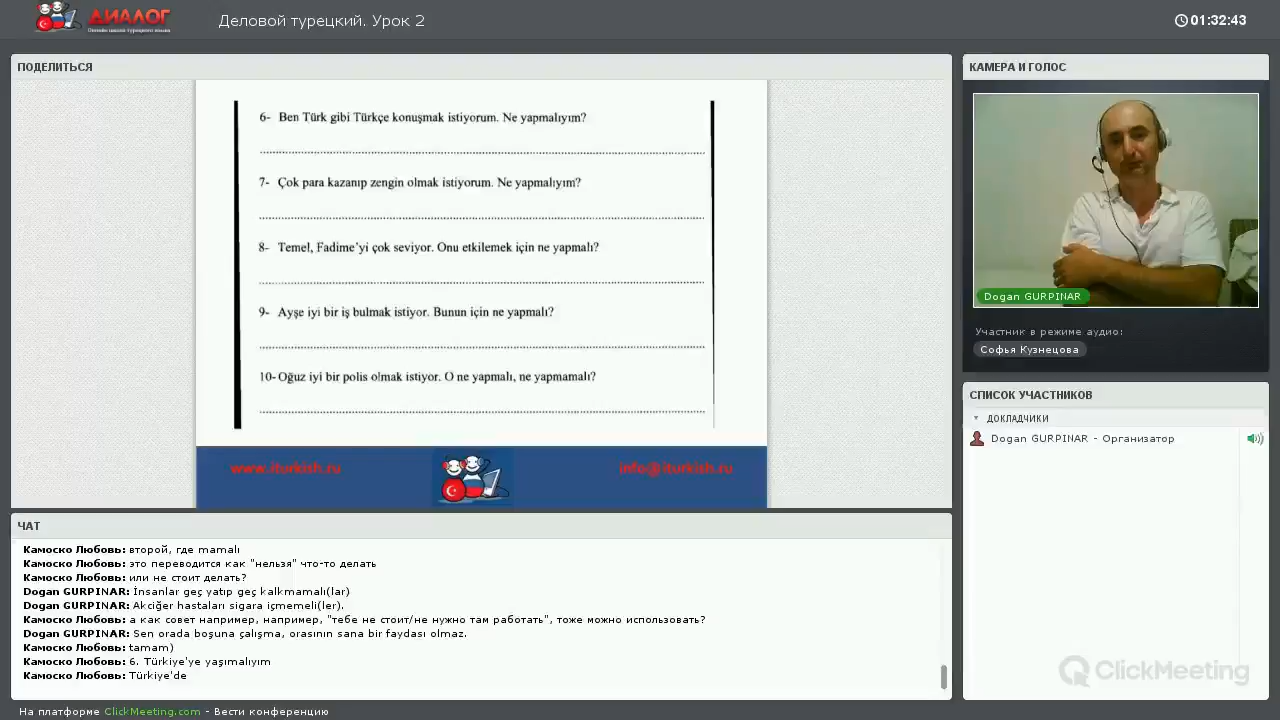 ДИАЛОГ
Онлайн школа турецкого языка
Деловой турецкий. Урок 2
01:32:43
ПОДЕЛИТЬСЯ
6- Ben Türk gibi Türkçe konuşmak istiyorum. Ne yapmalıyım?
7- Çok para kazanıp zengin olmak istiyorum. Ne yapmalıyım?
8- Temel, Fadime'yi çok seviyor. Onu etkilemek için ne yapmalı?
9- Ayşe iyi bir iş bulmak istiyor. Bunun için ne yapmalı?
10- Oğuz iyi bir polis olmak istiyor. O ne yapmalı, ne yapmamalı?
www.iturkish.ru
info@iturkish.ru
ЧАТ
Камоско Любовь: второй, где mamalı
Камоско Любовь: это переводится как "нельзя" что-то делать
Камоско Любовь: или не стоит делать?
Dogan GURPINAR: İnsanlar geş yatıp geş kalkmamalı(lar)
Dogan GURPINAR: Akciğer hastaları sigara işmemeli(ler).
Камоско Любовь: а как совет например, например, "тебе не стоит/не нужно там работать", тоже можно использовать?
Dogan GURPINAR: Sen orada boşuna çalışma, orasının sana bir faydası olmaz.
Камоско Любовь: tamam)
Камоско Любовь: 6. Türkiye'ye yaşımalıyım
Камоско Любовь: Türkiye'de
КАМЕРА И ГОЛОС
Dogan GURPINAR
Участник в режиме аудио:
Софья Кузнецова
СПИСОК УЧАСТНИКОВ
ДОКЛАДЧИКИ
Dogan GURPINAR - Организатор
ClickMeeting
На платформе ClickMeeting.com - Вести конференцию